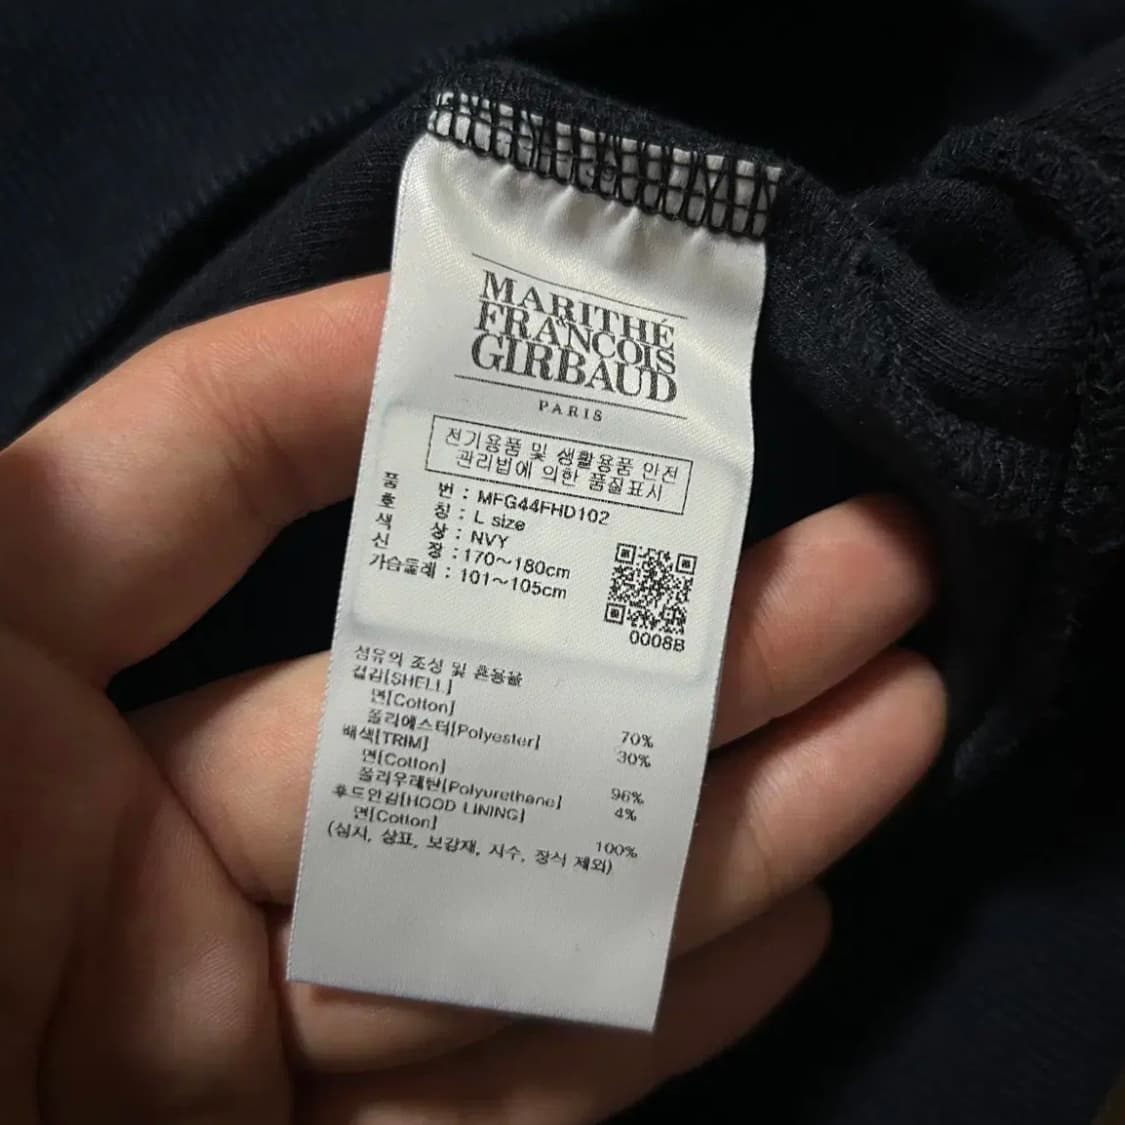 MARITHÉ
&
FRANCOIS
GIRBAUD
PARIS
전기용품 및 생활용품 안전
관리법에 의한 품질표시
품 번 : MFG44FHD102
호 칭 : L size
색 상 : NVY
신 장 : 170~180cm
가슴둘레 : 101~105cm
0008B
섬유의 조성 및 혼용율
겉감[SHELL]
면[Cotton] 70%
폴리에스터[Polyester] 30%
배색[TRIM]
면[Cotton] 96%
폴리우레탄[Polyurethane] 4%
후드안감[HOOD LINING]
면[Cotton] 100%
(심지, 상표, 보강재, 자수, 장식 제외)